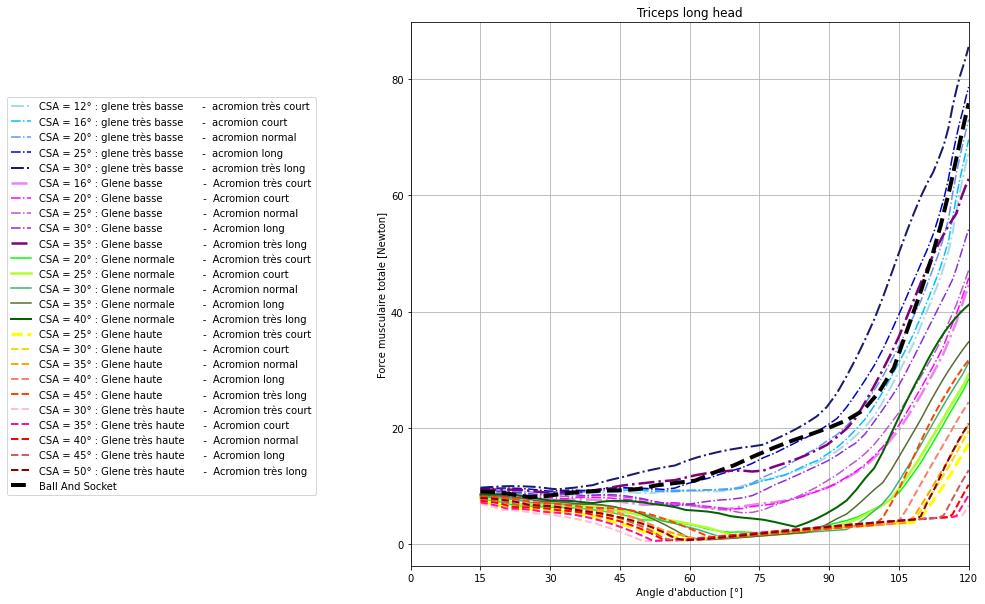 Triceps long head
CSA = 12° : glene très basse - acromion très court
CSA = 16° : glene très basse - acromion court
CSA = 20° : glene très basse - acromion normal
CSA = 25° : glene très basse - acromion long
CSA = 30° : glene très basse - acromion très long
CSA = 16° : Glene basse - Acromion très court
CSA = 20° : Glene basse - Acromion court
CSA = 25° : Glene basse - Acromion normal
CSA = 30° : Glene basse - Acromion long
CSA = 35° : Glene basse - Acromion très long
CSA = 20° : Glene normale - Acromion très court
CSA = 25° : Glene normale - Acromion court
CSA = 30° : Glene normale - Acromion normal
CSA = 35° : Glene normale - Acromion long
CSA = 40° : Glene normale - Acromion très long
CSA = 25° : Glene haute - Acromion très court
CSA = 30° : Glene haute - Acromion court
CSA = 35° : Glene haute - Acromion normal
CSA = 40° : Glene haute - Acromion long
CSA = 45° : Glene haute - Acromion très long
CSA = 30° : Glene très haute - Acromion très court
CSA = 35° : Glene très haute - Acromion court
CSA = 40° : Glene très haute - Acromion normal
CSA = 45° : Glene très haute - Acromion long
CSA = 50° : Glene très haute - Acromion très long
Ball And Socket
Force musculaire totale [Newton]
80
60
40
20
0
0 15 30 45 60 75 90 105 120
Angle d'abduction [°]